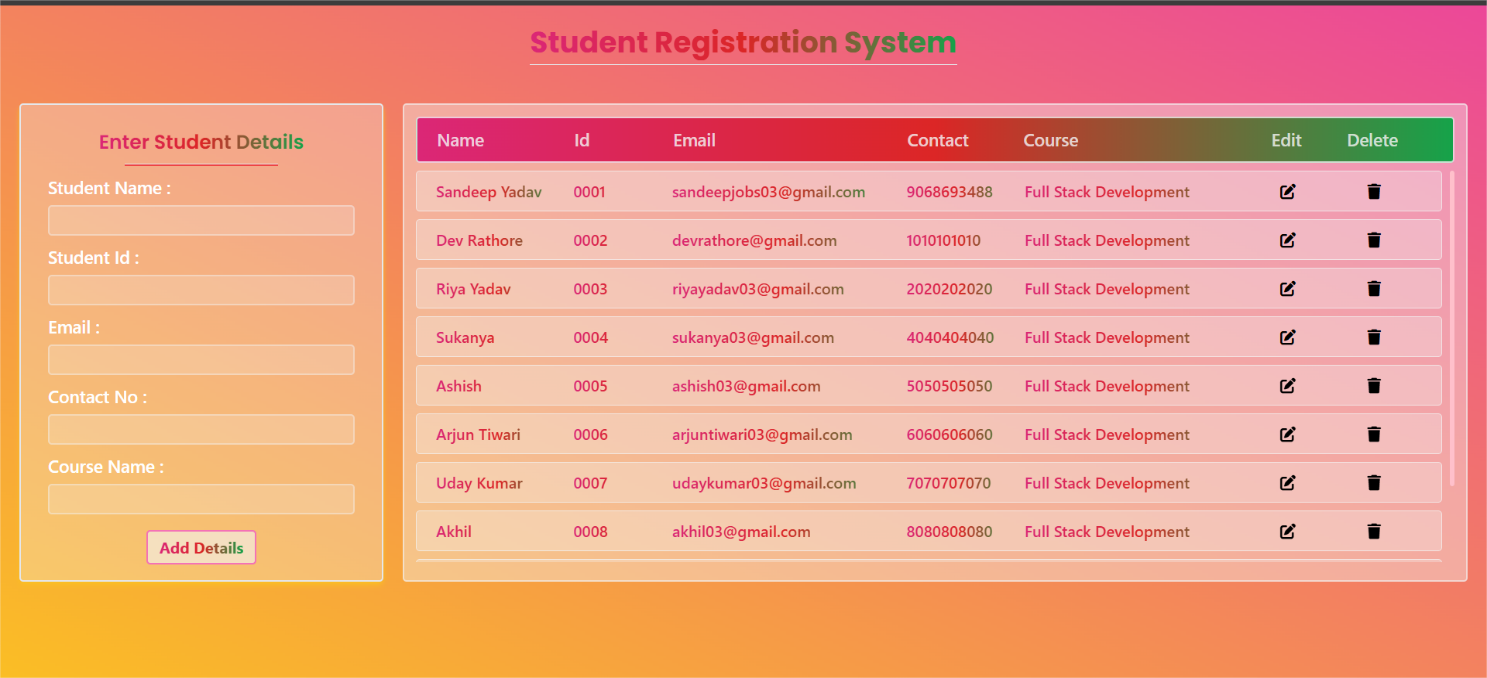 Student Registration System
Enter Student Details
Student Name :
Student Id :
Email :
Contact No :
Course Name :
Add Details
Name Id Email Contact Course Edit Delete
Sandeep Yadav 0001 sandeepjobs03@gmail.com 9068693488 Full Stack Development
Dev Rathore 0002 devrathore@gmail.com 1010101010 Full Stack Development
Riya Yadav 0003 riyayadav03@gmail.com 2020202020 Full Stack Development
Sukanya 0004 sukanya03@gmail.com 4040404040 Full Stack Development
Ashish 0005 ashish03@gmail.com 5050505050 Full Stack Development
Arjun Tiwari 0006 arjuntiwari03@gmail.com 6060606060 Full Stack Development
Uday Kumar 0007 udaykumar03@gmail.com 7070707070 Full Stack Development
Akhil 0008 akhil03@gmail.com 8080808080 Full Stack Development